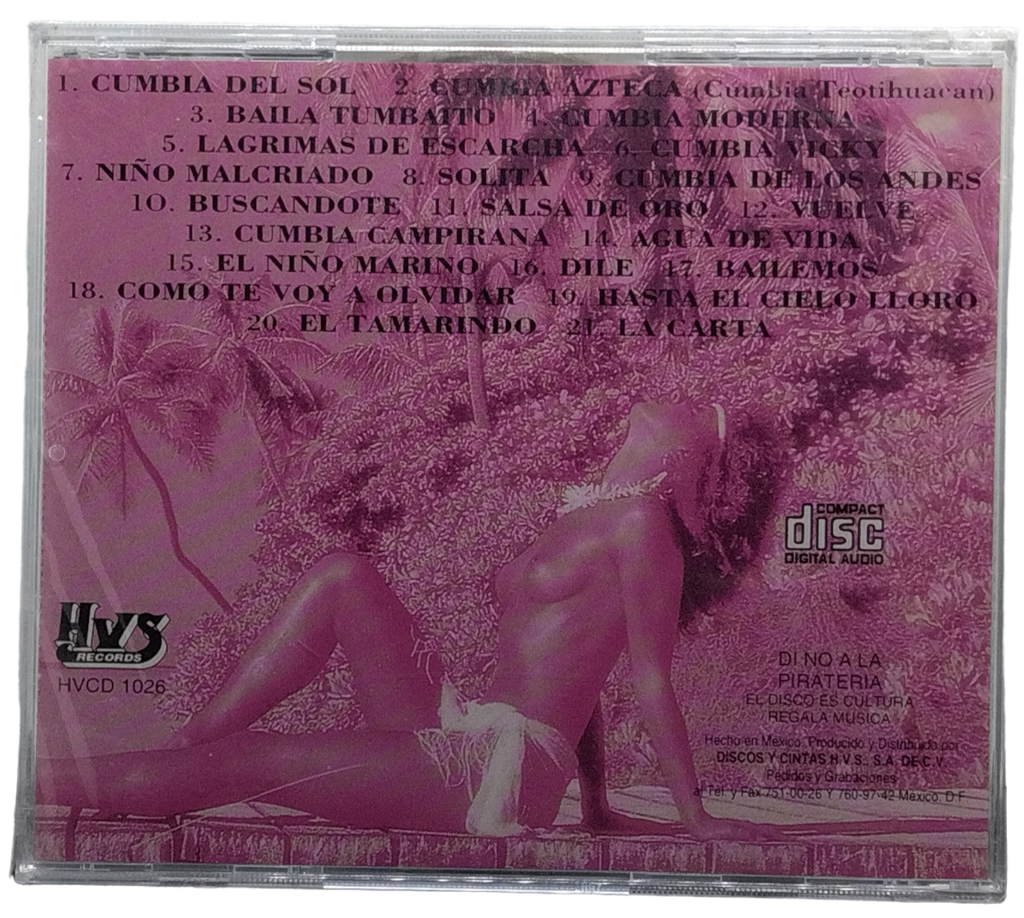 1. CUMBIA DEL SOL 2. CUMBIA AZTECA (Cumbia Teotihuacan)
3. BAILA TUMBAITO 4. CUMBIA MODERNA
5. LAGRIMAS DE ESCARCHA 6. CUMBIA VICKY
7. NIÑO MALCRIADO 8. SOLITA 9. CUMBIA DE LOS ANDES
10. BUSCANDOTE 11. SALSA DE ORO 12. VUELVE
13. CUMBIA CAMPIRANA 14. AGUA DE VIDA
15. EL NIÑO MARINO 16. DILE 17. BAILEMOS
18. COMO TE VOY A OLVIDAR 19. HASTA EL CIELO LLORO
20. EL TAMARINDO 21. LA CARTA
COMPACT
disc
DIGITAL AUDIO
HVS
RECORDS
HVCD 1026
DI NO A LA
PIRATERIA
EL DISCO ES CULTURA
REGALA MUSICA
Hecho en Mexico. Producido y Distribuido por
DISCOS Y CINTAS H.V.S., S.A. DE C.V.
Pedidos y Grabaciones
al Tel. y Fax 751-00-26 Y 760-97-42 Mexico, D.F.